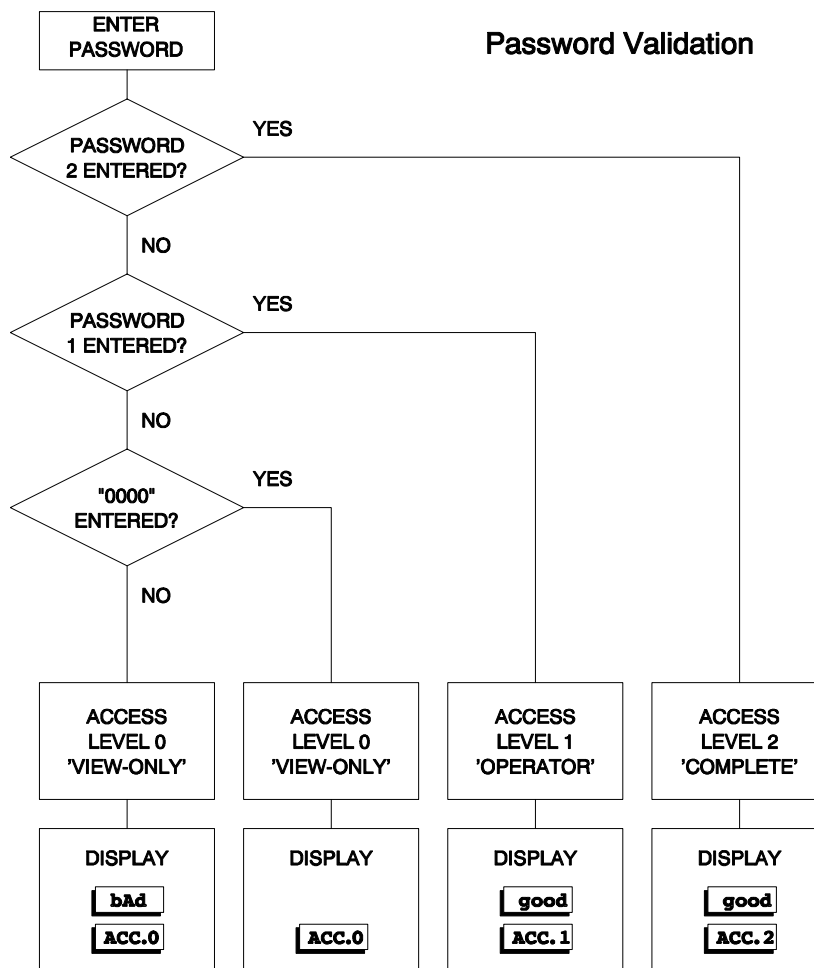 ENTER
PASSWORD
Password Validation
YES
PASSWORD
2 ENTERED?
NO
YES
PASSWORD
1 ENTERED?
NO
YES
"0000"
ENTERED?
NO
ACCESS
LEVEL 0
'VIEW-ONLY'
ACCESS
LEVEL 0
'VIEW-ONLY'
ACCESS
LEVEL 1
'OPERATOR'
ACCESS
LEVEL 2
'COMPLETE'
DISPLAY
bAd
ACC.0
DISPLAY
ACC.0
DISPLAY
good
ACC.1
DISPLAY
good
ACC.2